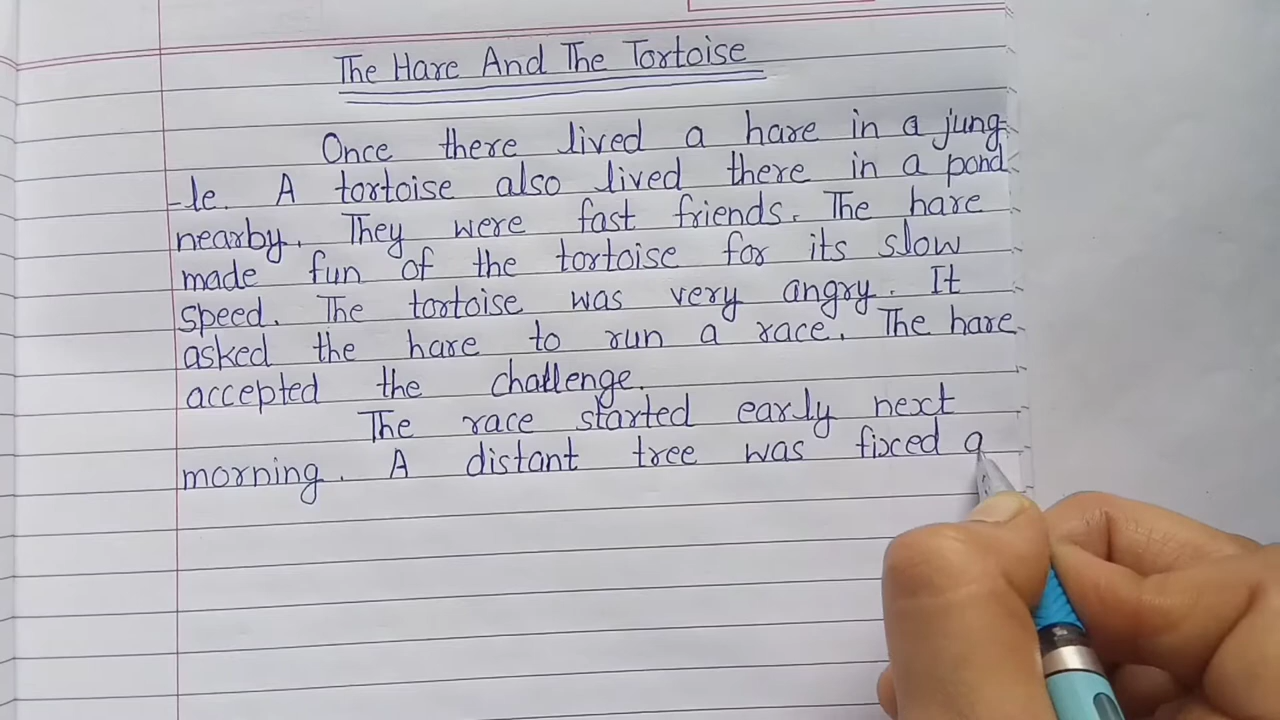 The Hare And The Tortoise
Once there lived a hare in a jung
-le. A tortoise also lived there in a pond
nearby. They were fast friends. The hare
made fun of the tortoise for its slow
speed. The tortoise was very angry. It
asked the hare to run a race. The hare
accepted the challenge.
The race started early next
morning. A distant tree was fixed a